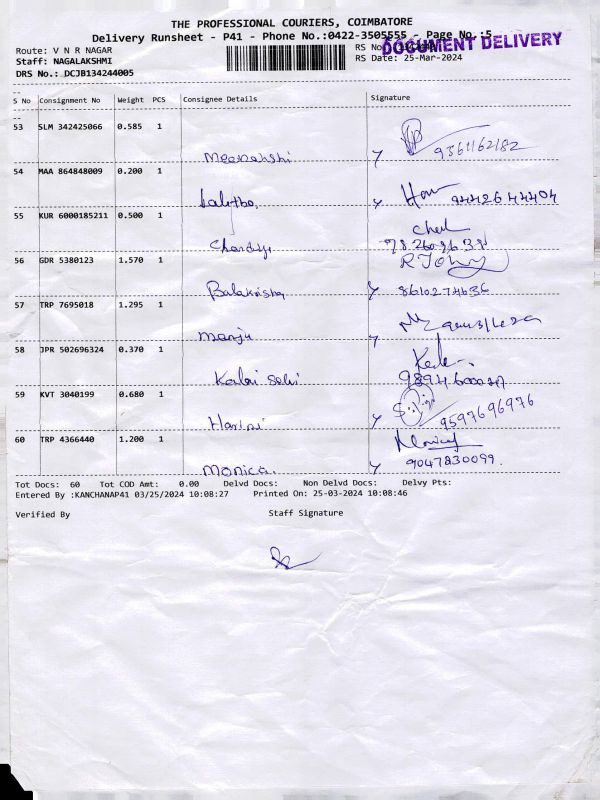 THE PROFESSIONAL COURIERS, COIMBATORE
Delivery Runsheet - P41 - Phone No.:0422-3505555 - Page No.:5
DOCUMENT DELIVERY
Route: V N R NAGAR RS No
Staff: NAGALAKSHMI RS Date: 25-Mar-2024
DRS No.: DCJB134244005
S No Consignment No Weight PCS Consignee Details Signature
53 SLM 342425066 0.585 1
Meenakshi 9361162182
54 MAA 864848009 0.200 1
Lalitha 9442644404
55 KUR 6000185211 0.500 1
56 GDR 5380123 1.570 1
Balakrishna 8610274636
57 TRP 7695018 1.295 1
Manju
58 JPR 502696324 0.370 1
Kalai Selvi
59 KVT 3040199 0.680 1
Harini 9597696976
60 TRP 4366440 1.200 1
Monica. 9047830099.
Tot Docs: 60 Tot COD Amt: 0.00 Delvd Docs: Non Delvd Docs: Delvy Pts:
Entered By :KANCHANAP41 03/25/2024 10:08:27 Printed On: 25-03-2024 10:08:46
Verified By Staff Signature